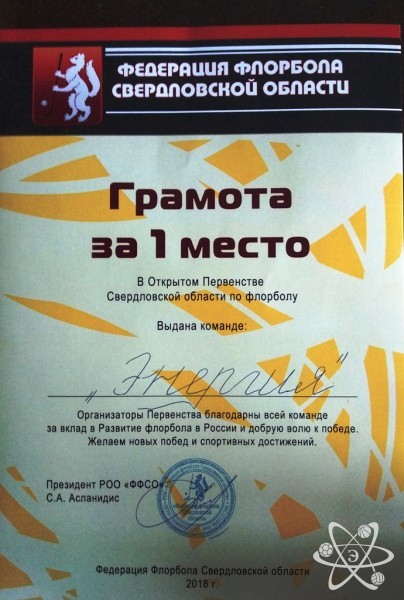 ФЕДЕРАЦИЯ ФЛОРБОЛА
СВЕРДЛОВСКОЙ ОБЛАСТИ
Грамота
за 1 место
В Открытом Первенстве
Свердловской области по флорболу
Выдана команде:
„Энергия"
Организаторы Первенства благодарны всей команде
за вклад в Развитие флорбола в России и добрую волю к победе.
Желаем новых побед и спортивных достижений.
Президент РОО «ФФСО»
С.А. Асланидис
Федерация Флорбола Свердловской области
2018 г.
Э